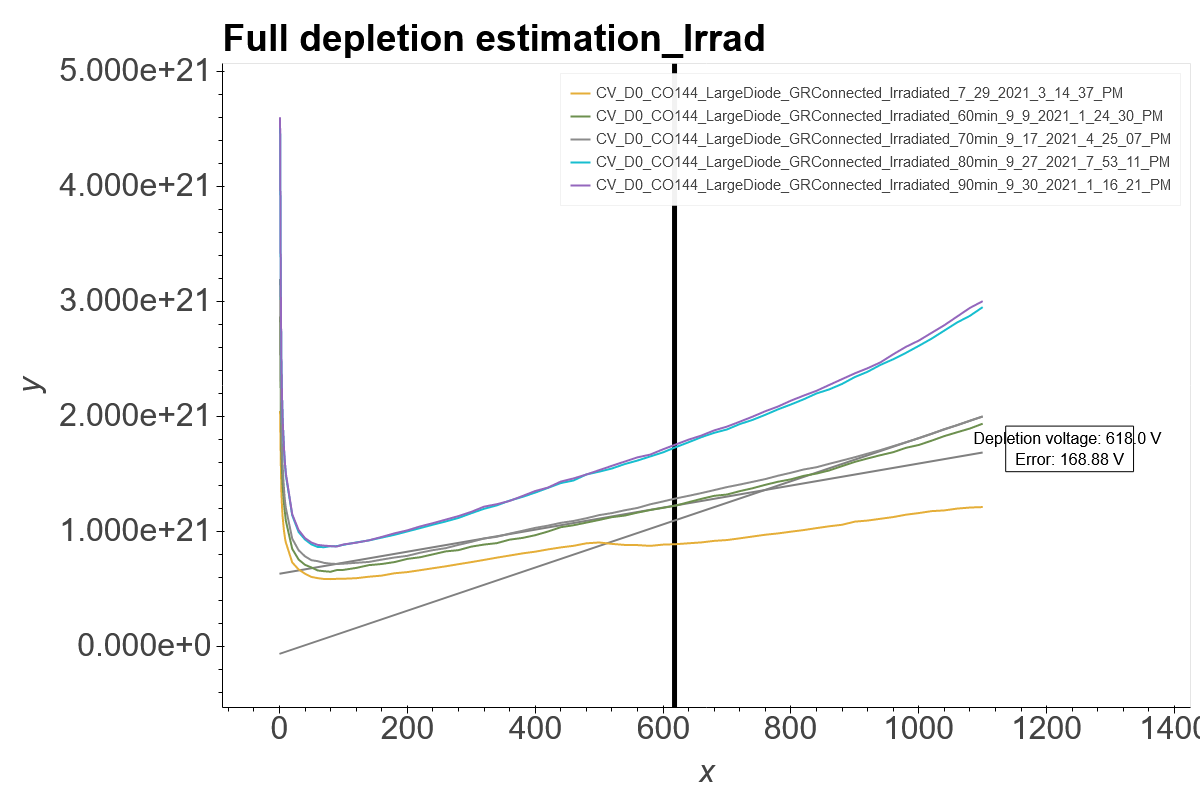 Full depletion estimation_Irrad
5.000e+21
4.000e+21
3.000e+21
2.000e+21
1.000e+21
0.000e+0
y
CV_D0_CO144_LargeDiode_GRConnected_Irradiated_7_29_2021_3_14_37_PM
CV_D0_CO144_LargeDiode_GRConnected_Irradiated_60min_9_9_2021_1_24_30_PM
CV_D0_CO144_LargeDiode_GRConnected_Irradiated_70min_9_17_2021_4_25_07_PM
CV_D0_CO144_LargeDiode_GRConnected_Irradiated_80min_9_27_2021_7_53_11_PM
CV_D0_CO144_LargeDiode_GRConnected_Irradiated_90min_9_30_2021_1_16_21_PM
Depletion voltage: 618.0 V
Error: 168.88 V
0 200 400 600 800 1000 1200 1400
x